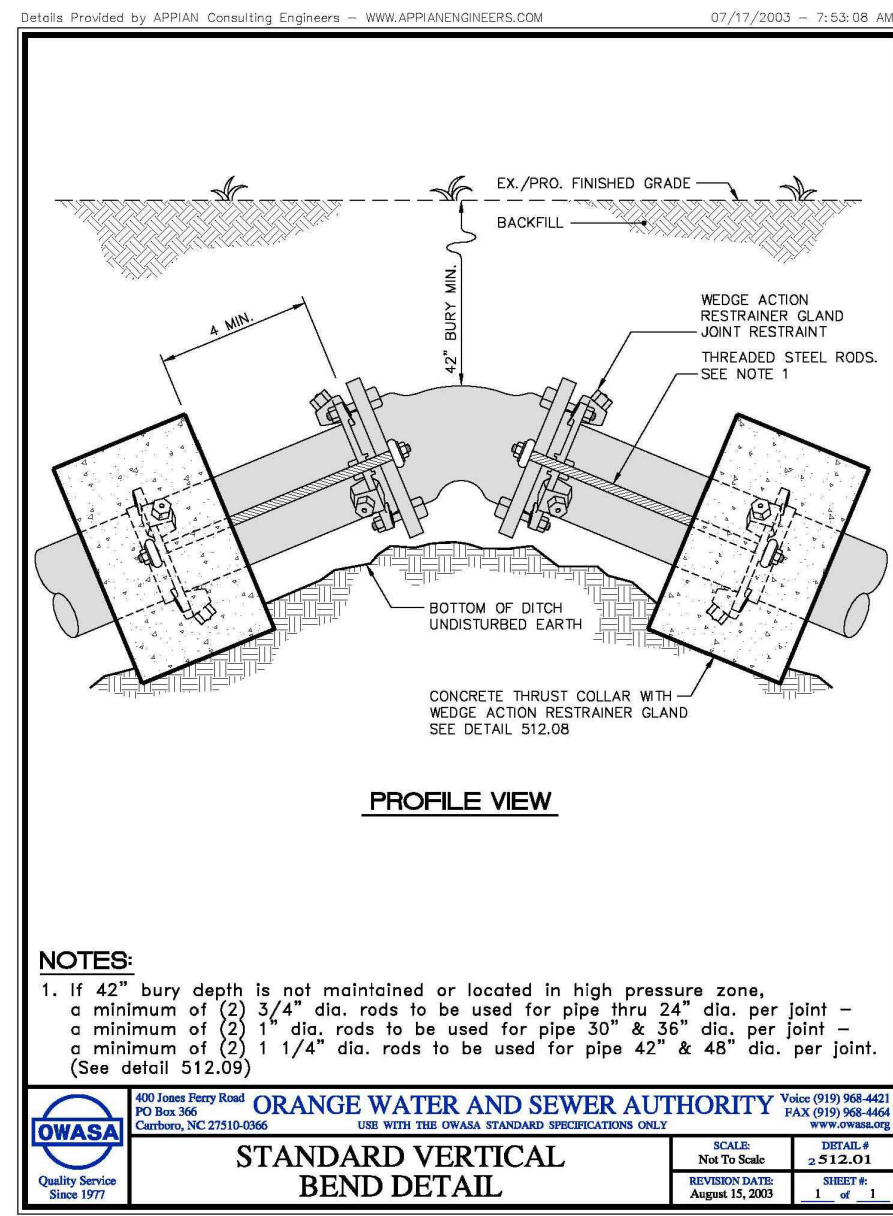 Details Provided by APPIAN Consulting Engineers – WWW.APPIANENGINEERS.COM
07/17/2003 – 7:53:08 AM
EX./PRO. FINISHED GRADE
BACKFILL
42" BURY MIN.
4 MIN.
WEDGE ACTION
RESTRAINER GLAND
JOINT RESTRAINT
THREADED STEEL RODS.
SEE NOTE 1
BOTTOM OF DITCH
UNDISTURBED EARTH
CONCRETE THRUST COLLAR WITH
WEDGE ACTION RESTRAINER GLAND
SEE DETAIL 512.08
PROFILE VIEW
NOTES:
1. If 42" bury depth is not maintained or located in high pressure zone,
a minimum of (2) 3/4" dia. rods to be used for pipe thru 24" dia. per joint –
a minimum of (2) 1" dia. rods to be used for pipe 30" & 36" dia. per joint –
a minimum of (2) 1 1/4" dia. rods to be used for pipe 42" & 48" dia. per joint.
(See detail 512.09)
OWASA
Quality Service
Since 1977
400 Jones Ferry Road
PO Box 366
Carrboro, NC 27510-0366
ORANGE WATER AND SEWER AUTHORITY
USE WITH THE OWASA STANDARD SPECIFICATIONS ONLY
Voice (919) 968-4421
FAX (919) 968-4464
www.owasa.org
STANDARD VERTICAL
BEND DETAIL
SCALE:
Not To Scale
DETAIL #
2 512.01
REVISION DATE:
August 15, 2003
SHEET #:
1 of 1